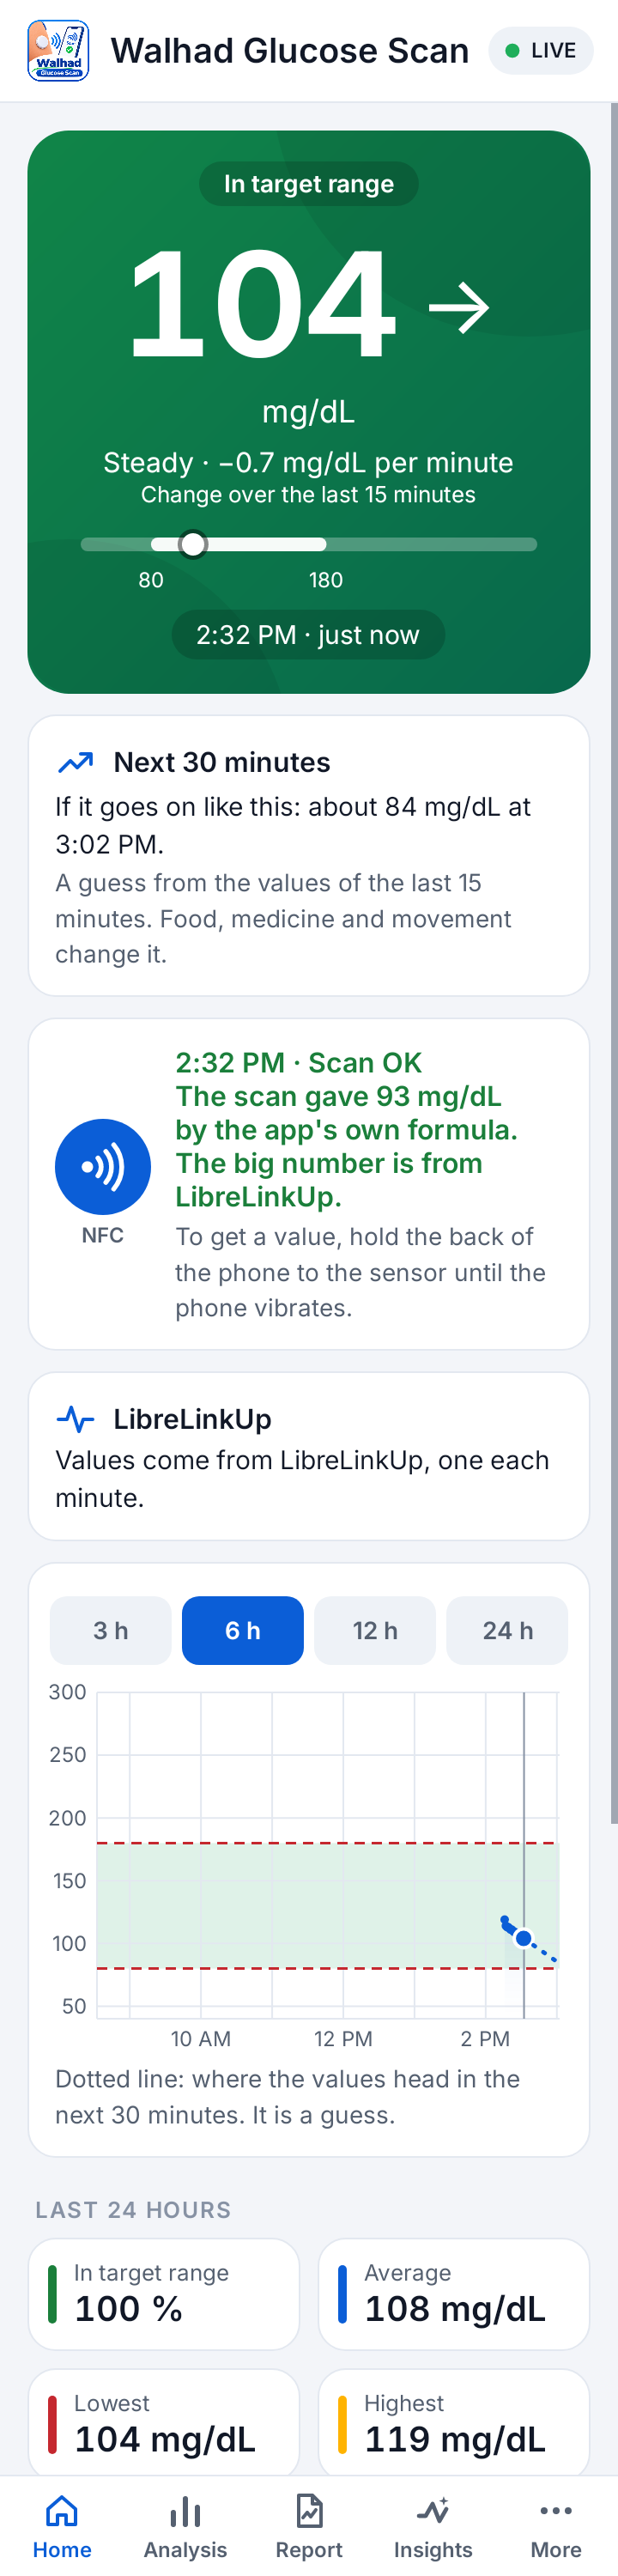 Walhad
Glucose Scan
Walhad Glucose Scan
LIVE
In target range
104 →
mg/dL
Steady · −0.7 mg/dL per minute
Change over the last 15 minutes
80
180
2:32 PM · just now
Next 30 minutes
If it goes on like this: about 84 mg/dL at
3:02 PM.
A guess from the values of the last 15
minutes. Food, medicine and movement
change it.
2:32 PM · Scan OK
The scan gave 93 mg/dL
by the app's own formula.
The big number is from
LibreLinkUp.
NFC
To get a value, hold the back of
the phone to the sensor until the
phone vibrates.
LibreLinkUp
Values come from LibreLinkUp, one each
minute.
3 h
6 h
12 h
24 h
300
250
200
150
100
50
10 AM
12 PM
2 PM
Dotted line: where the values head in the
next 30 minutes. It is a guess.
LAST 24 HOURS
In target range
100 %
Average
108 mg/dL
Lowest
104 mg/dL
Highest
119 mg/dL
Home
Analysis
Report
Insights
More